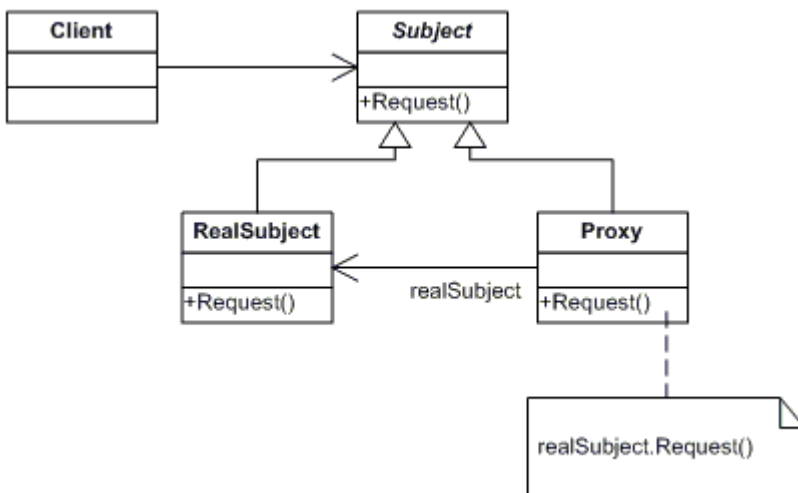 Client
Subject
+Request()
RealSubject
Proxy
+Request()
realSubject
+Request()
realSubject.Request()